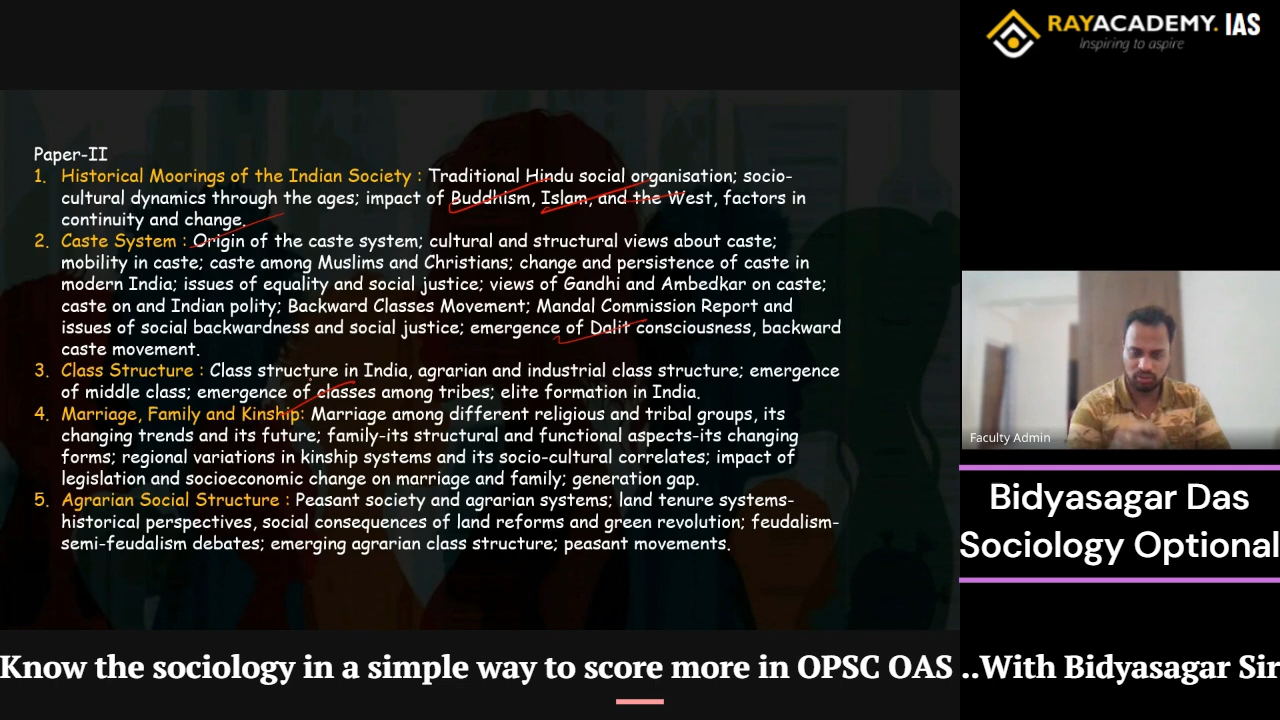 RAYACADEMY. IAS
Inspiring to aspire
Paper-II
1. Historical Moorings of the Indian Society : Traditional Hindu social organisation; socio-
cultural dynamics through the ages; impact of Buddhism, Islam, and the West, factors in
continuity and change.
2. Caste System : Origin of the caste system; cultural and structural views about caste;
mobility in caste; caste among Muslims and Christians; change and persistence of caste in
modern India; issues of equality and social justice; views of Gandhi and Ambedkar on caste;
caste on and Indian polity; Backward Classes Movement; Mandal Commission Report and
issues of social backwardness and social justice; emergence of Dalit consciousness, backward
caste movement.
3. Class Structure : Class structure in India, agrarian and industrial class structure; emergence
of middle class; emergence of classes among tribes; elite formation in India.
4. Marriage, Family and Kinship: Marriage among different religious and tribal groups, its
changing trends and its future; family-its structural and functional aspects-its changing
forms; regional variations in kinship systems and its socio-cultural correlates; impact of
legislation and socioeconomic change on marriage and family; generation gap.
5. Agrarian Social Structure : Peasant society and agrarian systems; land tenure systems-
historical perspectives, social consequences of land reforms and green revolution; feudalism-
semi-feudalism debates; emerging agrarian class structure; peasant movements.
Faculty Admin
Bidyasagar Das
Sociology Optional
Know the sociology in a simple way to score more in OPSC OAS ..With Bidyasagar Sir